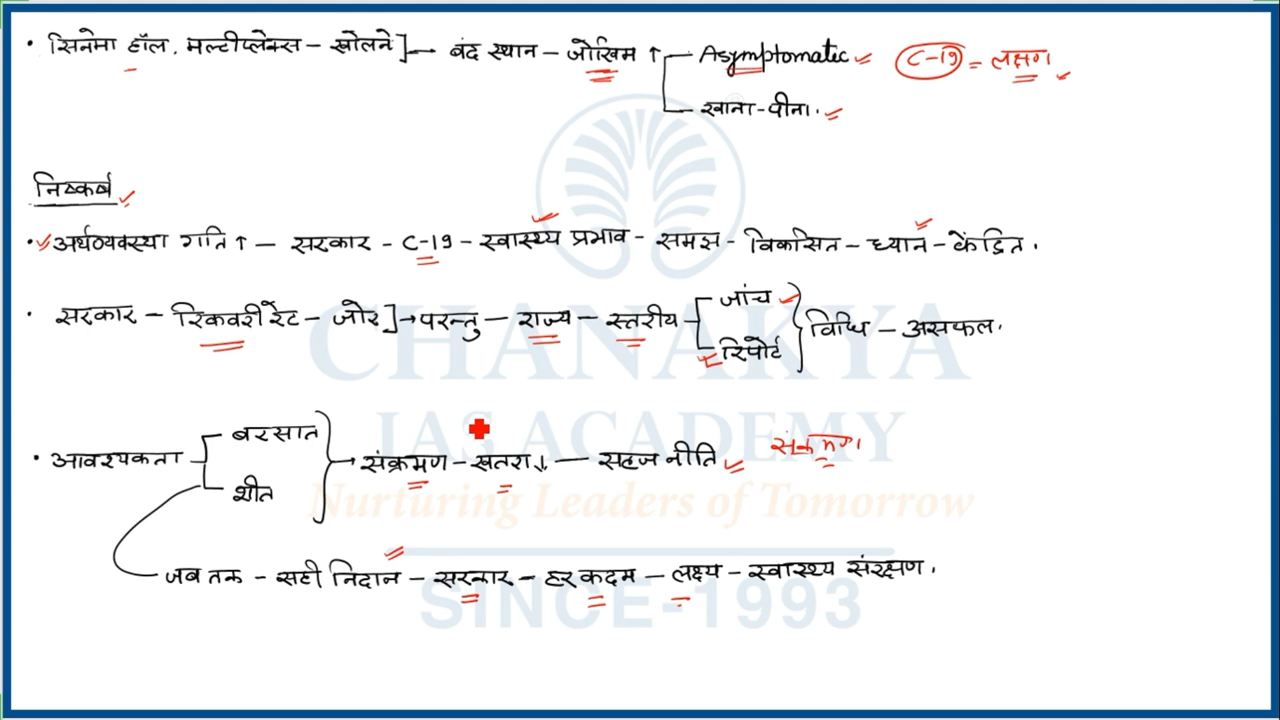 • सिनेमा हॉल, मल्टीप्लेक्स – खोलने] — बंद स्थान – जोखिम ↑ — Asymptomatic C-19 = लक्षण
खाना-पीना.
निष्कर्ष
• अर्थव्यवस्था गति ↑ – सरकार – C-19 – स्वास्थ्य प्रभाव – समझ – विकसित – ध्यान – केंद्रित.
• सरकार – रिकवरी रेट – जोर] → परन्तु – राज्य – स्तरीय – जांच
रिपोर्ट } विधि – असफल.
• आवश्यकता बरसात
शीत } → संक्रमण – खतरा ↓ — सहज नीति संक्रमण
जब तक – सही निदान – सरकार – हर कदम – लक्ष्य – स्वास्थ्य संरक्षण.
CHANAKYA
IAS ACADEMY
Nurturing Leaders of Tomorrow
SINCE-1993